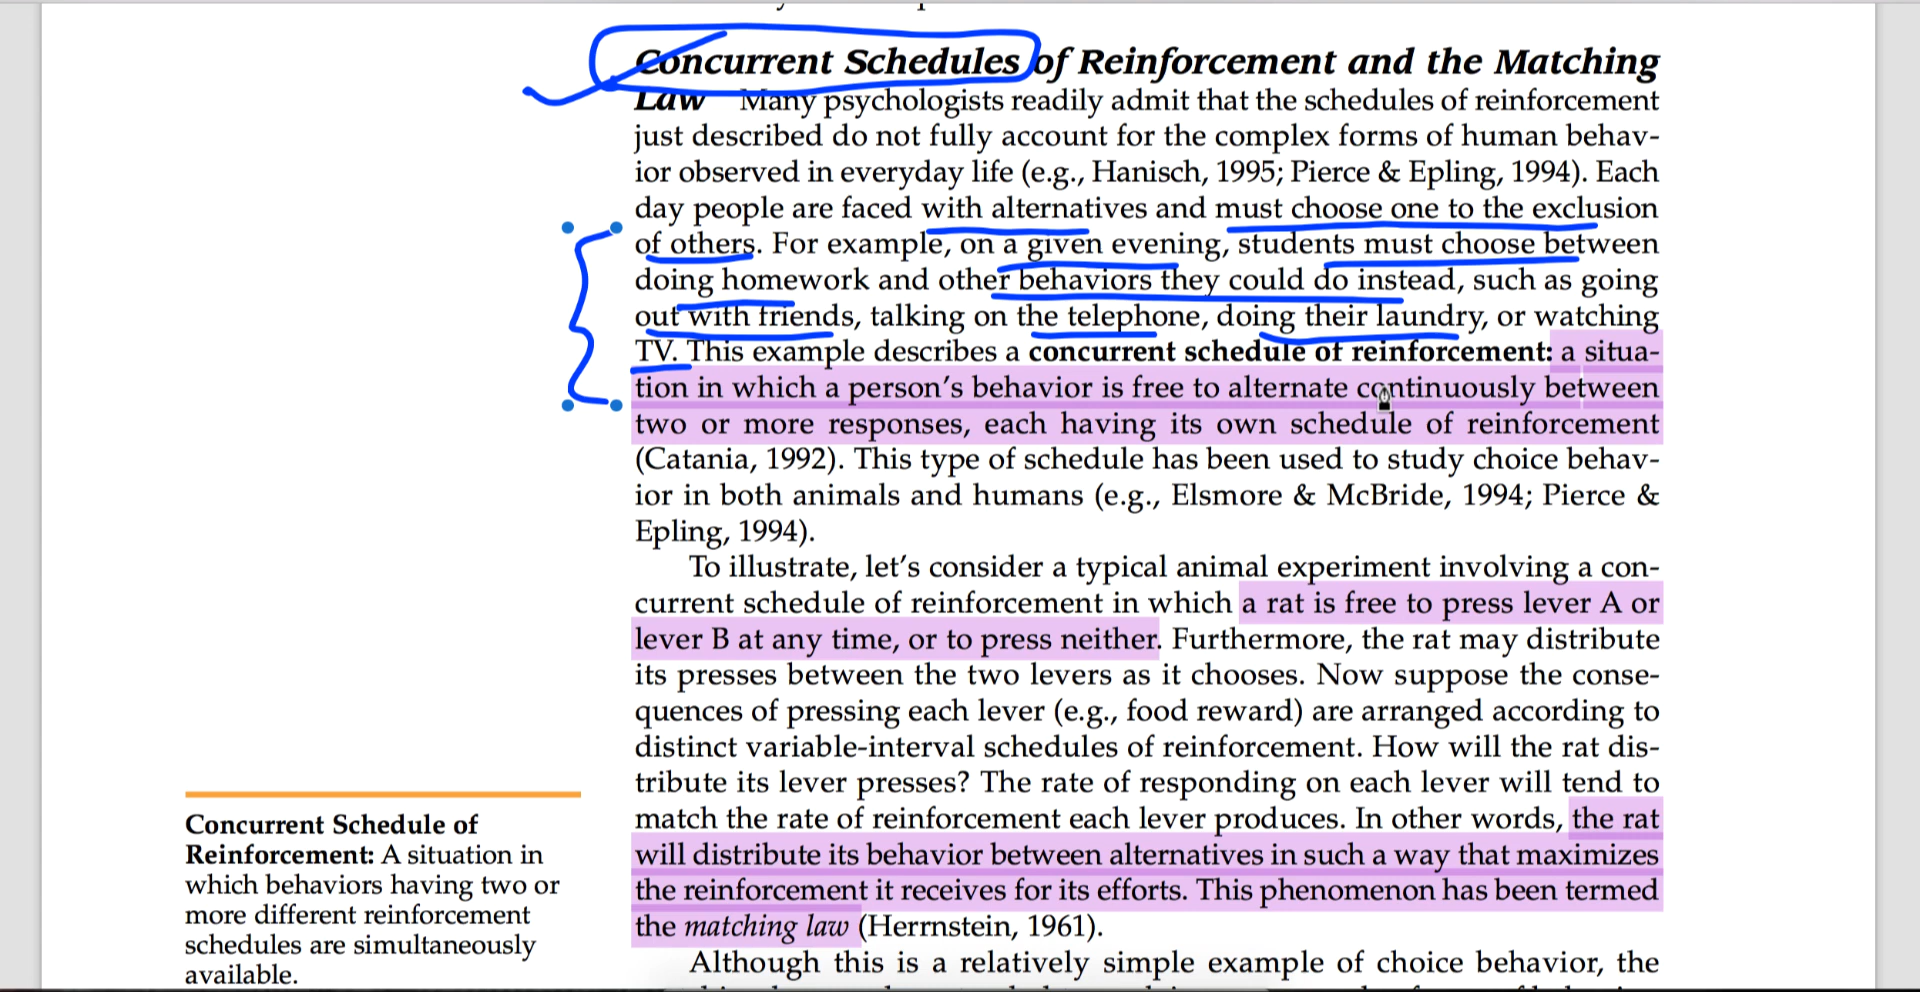 Concurrent Schedules of Reinforcement and the Matching
Law Many psychologists readily admit that the schedules of reinforcement
just described do not fully account for the complex forms of human behav-
ior observed in everyday life (e.g., Hanisch, 1995; Pierce & Epling, 1994). Each
day people are faced with alternatives and must choose one to the exclusion
of others. For example, on a given evening, students must choose between
doing homework and other behaviors they could do instead, such as going
out with friends, talking on the telephone, doing their laundry, or watching
TV. This example describes a concurrent schedule of reinforcement: a situa-
tion in which a person's behavior is free to alternate continuously between
two or more responses, each having its own schedule of reinforcement
(Catania, 1992). This type of schedule has been used to study choice behav-
ior in both animals and humans (e.g., Elsmore & McBride, 1994; Pierce &
Epling, 1994).
To illustrate, let's consider a typical animal experiment involving a con-
current schedule of reinforcement in which a rat is free to press lever A or
lever B at any time, or to press neither. Furthermore, the rat may distribute
its presses between the two levers as it chooses. Now suppose the conse-
quences of pressing each lever (e.g., food reward) are arranged according to
distinct variable-interval schedules of reinforcement. How will the rat dis-
tribute its lever presses? The rate of responding on each lever will tend to
match the rate of reinforcement each lever produces. In other words, the rat
will distribute its behavior between alternatives in such a way that maximizes
the reinforcement it receives for its efforts. This phenomenon has been termed
the matching law (Herrnstein, 1961).
Although this is a relatively simple example of choice behavior, the
Concurrent Schedule of
Reinforcement: A situation in
which behaviors having two or
more different reinforcement
schedules are simultaneously
available.